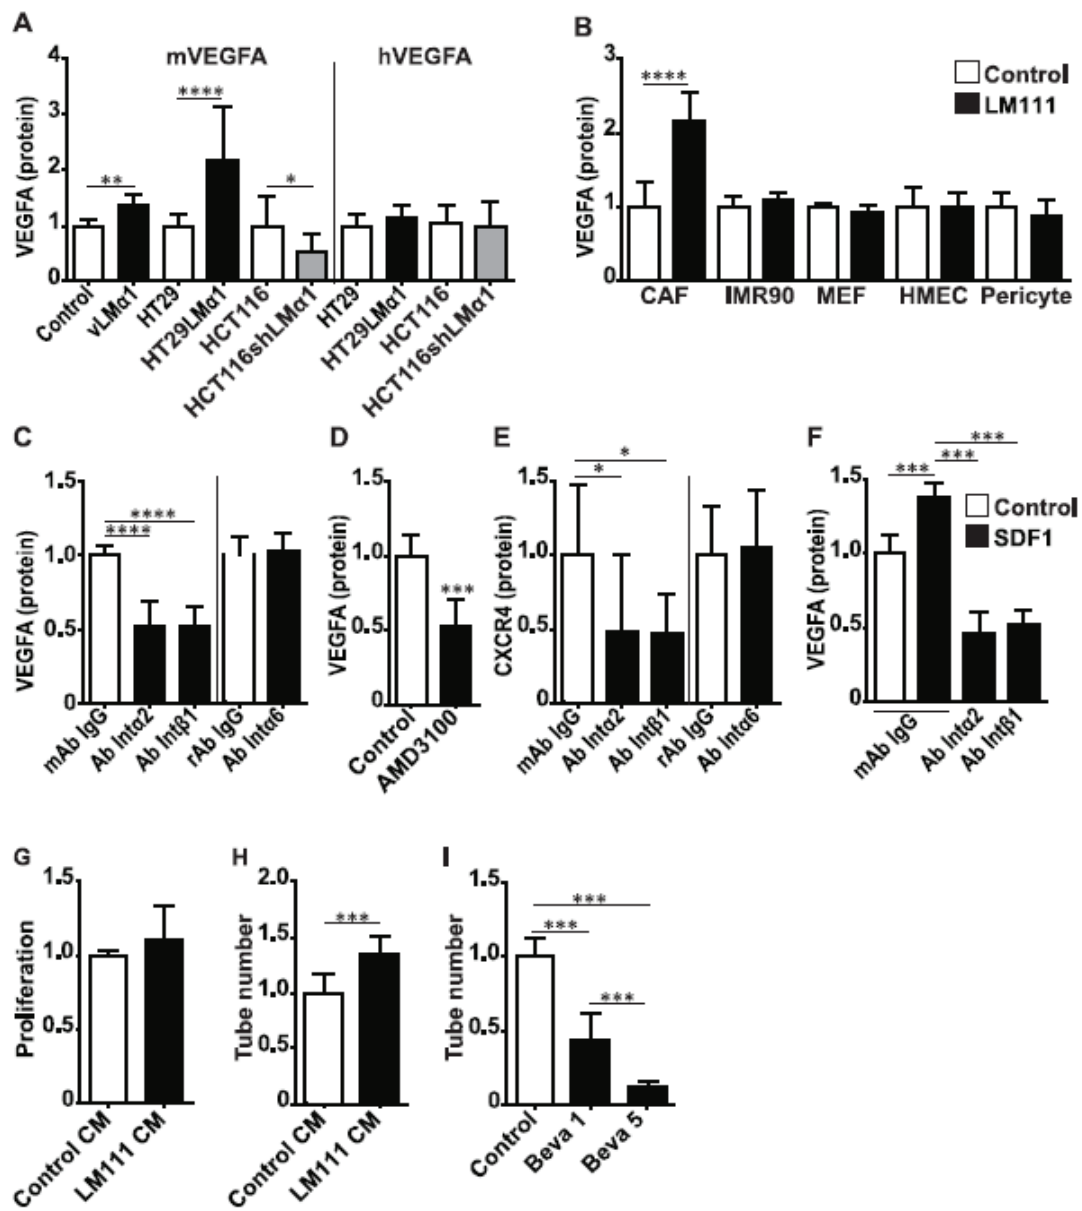 A
mVEGFA
hVEGFA
VEGFA (protein)
4
3
2
1
0
**
****
*
Control
vLMα1
HT29
HT29LMα1
HCT116
HCT116shLMα1
HT29
HT29LMα1
HCT116
HCT116shLMα1
B
Control
LM111
VEGFA (protein)
3
2
1
0
****
CAF
IMR90
MEF
HMEC
Pericyte
C
VEGFA (protein)
1.5
1.0
0.5
0
****
****
mAb IgG
Ab Intα2
Ab Intβ1
rAb IgG
Ab Intα6
D
VEGFA (protein)
1.5
1.0
0.5
0
***
Control
AMD3100
E
CXCR4 (protein)
1.5
1.0
0.5
0
*
*
mAb IgG
Ab Intα2
Ab Intβ1
rAb IgG
Ab Intα6
F
Control
SDF1
VEGFA (protein)
1.5
1.0
0.5
0
***
***
***
mAb IgG
Ab Intα2
Ab Intβ1
G
Proliferation
1.5
1.0
0.5
0
Control CM
LM111 CM
H
Tube number
2.0
1.5
1.0
0.5
0
***
Control CM
LM111 CM
I
Tube number
1.5
1.0
0.5
0
***
***
***
Control
Beva 1
Beva 5